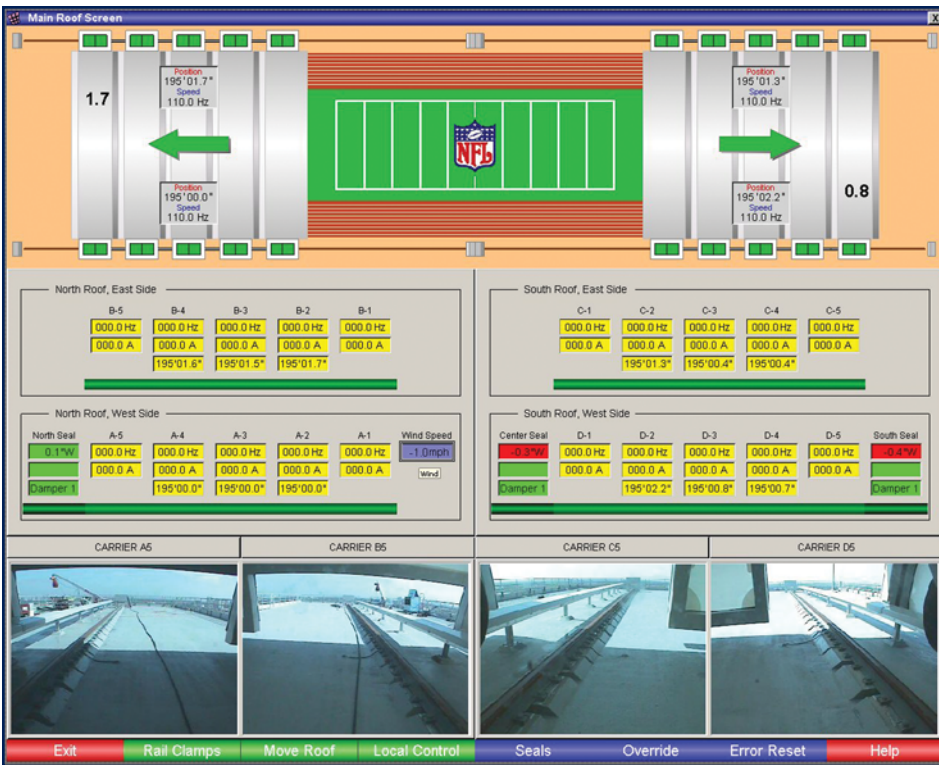 Main Roof Screen X
Position
195'01.7"
Speed
110.0 Hz
1.7
Position
195'00.0"
Speed
110.0 Hz
NFL
Position
195'01.3"
Speed
110.0 Hz
Position
195'02.2"
Speed
110.0 Hz
0.8
North Roof, East Side
B-5 B-4 B-3 B-2 B-1
000.0 Hz 000.0 Hz 000.0 Hz 000.0 Hz 000.0 Hz
000.0 A 000.0 A 000.0 A 000.0 A 000.0 A
195'01.6" 195'01.5" 195'01.7"
South Roof, East Side
C-1 C-2 C-3 C-4 C-5
000.0 Hz 000.0 Hz 000.0 Hz 000.0 Hz 000.0 Hz
000.0 A 000.0 A 000.0 A 000.0 A 000.0 A
195'01.3" 195'00.4" 195'00.4"
North Roof, West Side
North Seal A-5 A-4 A-3 A-2 A-1 Wind Speed
0.1"W 000.0 Hz 000.0 Hz 000.0 Hz 000.0 Hz 000.0 Hz -1.0mph
000.0 A 000.0 A 000.0 A 000.0 A 000.0 A Wind
Damper 1 195'00.0" 195'00.0" 195'00.0"
South Roof, West Side
Center Seal D-1 D-2 D-3 D-4 D-5 South Seal
-0.3"W 000.0 Hz 000.0 Hz 000.0 Hz 000.0 Hz 000.0 Hz -0.4"W
000.0 A 000.0 A 000.0 A 000.0 A 000.0 A
Damper 1 195'02.2" 195'00.8" 195'00.7" Damper 1
CARRIER A5 CARRIER B5 CARRIER C5 CARRIER D5
Exit Rail Clamps Move Roof Local Control Seals Override Error Reset Help